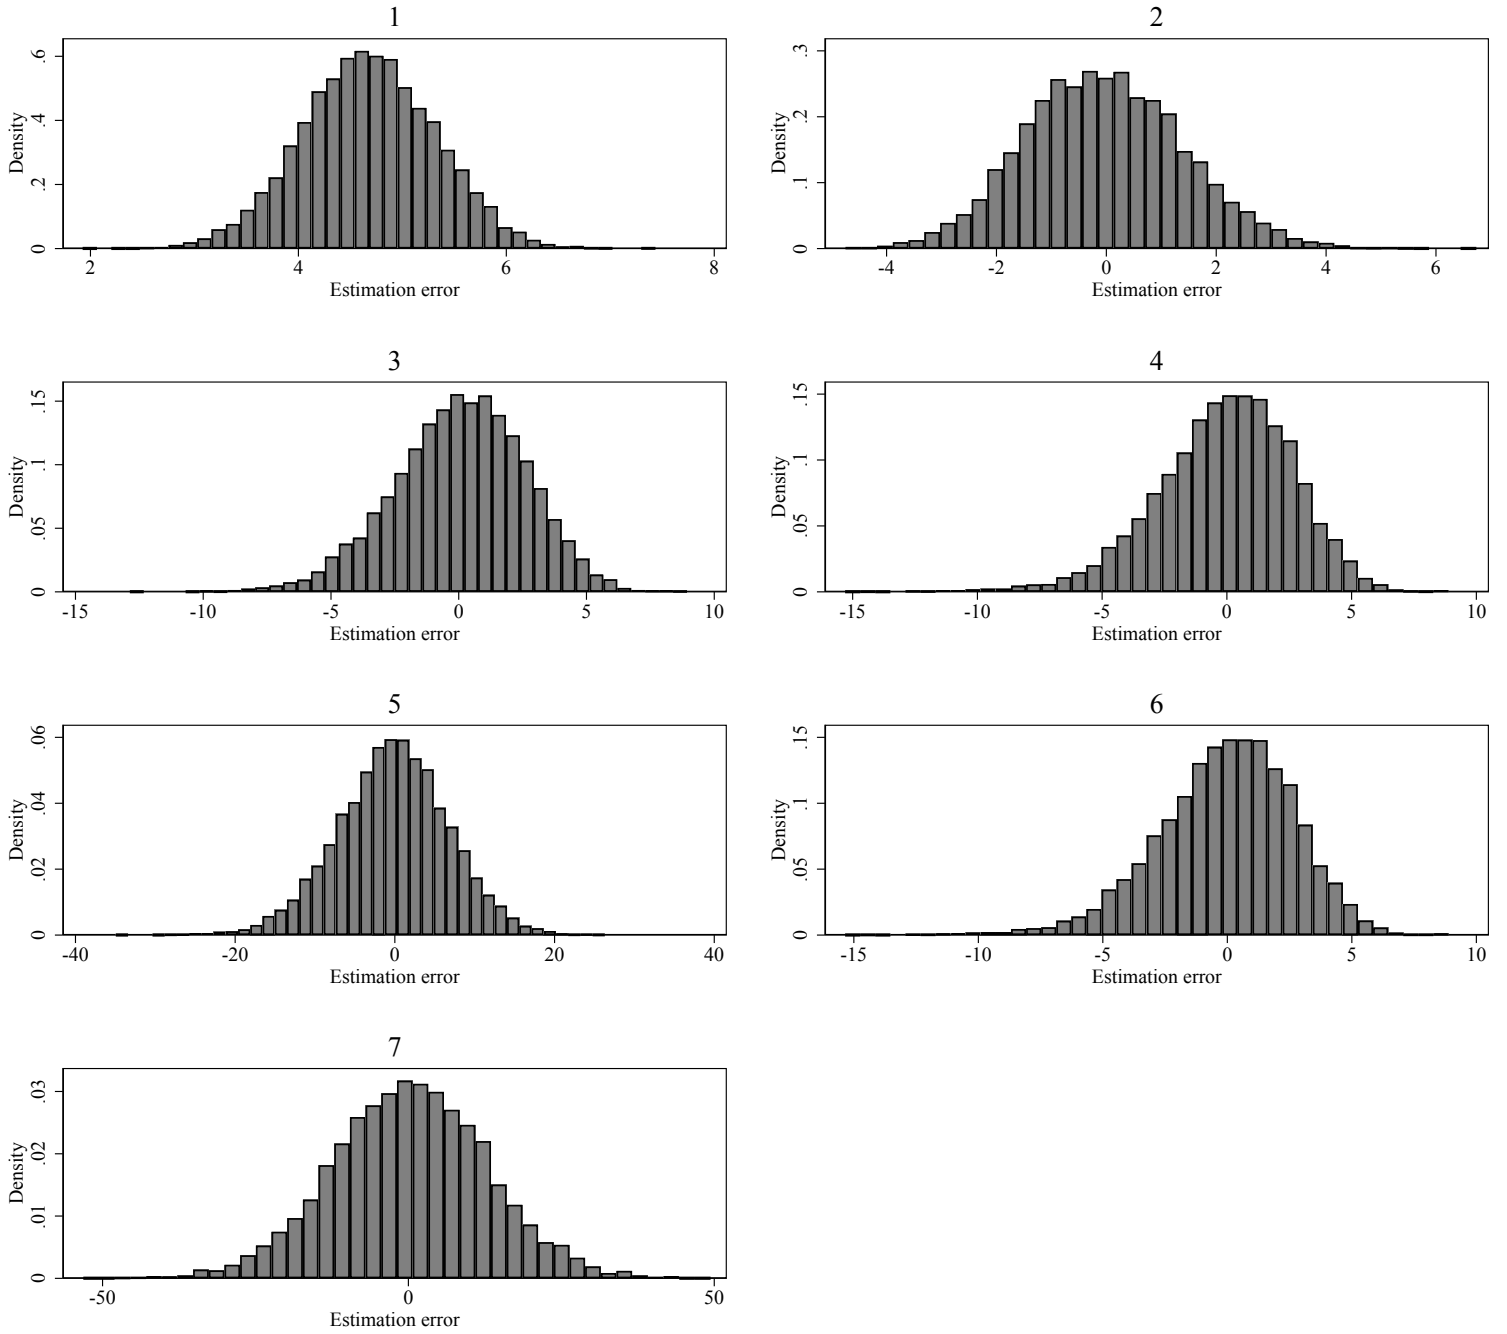 1
Density
0 .2 .4 .6
2 4 6 8
Estimation error
2
Density
0 .1 .2 .3
-4 -2 0 2 4 6
Estimation error
3
Density
0 .05 .1 .15
-15 -10 -5 0 5 10
Estimation error
4
Density
0 .05 .1 .15
-15 -10 -5 0 5 10
Estimation error
5
Density
0 .02 .04 .06
-40 -20 0 20 40
Estimation error
6
Density
0 .05 .1 .15
-15 -10 -5 0 5 10
Estimation error
7
Density
0 .01 .02 .03
-50 0 50
Estimation error